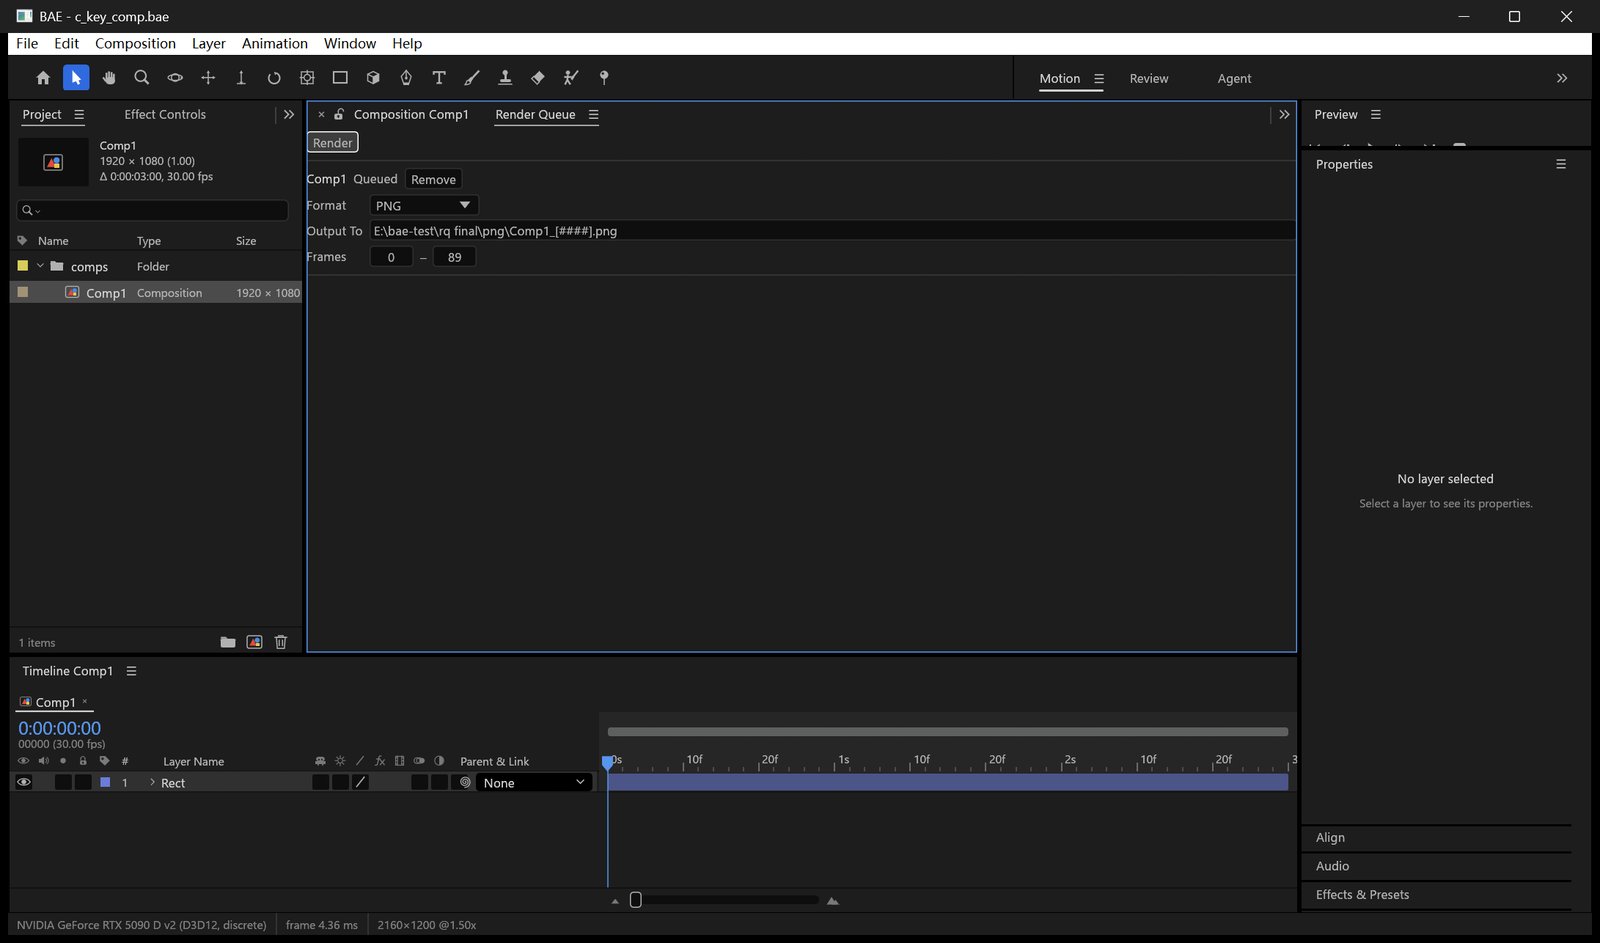 BAE - c_key_comp.bae
File Edit Composition Layer Animation Window Help
Motion Review Agent
Project Effect Controls
Comp1
1920 × 1080 (1.00)
Δ 0:00:03:00, 30.00 fps
Name Type Size
comps Folder
Comp1 Composition 1920 × 1080
1 items
Composition Comp1 Render Queue
Render
Comp1 Queued Remove
Format PNG
Output To E:\bae-test\rq final\png\Comp1_[####].png
Frames 0 – 89
Preview
Properties
No layer selected
Select a layer to see its properties.
Align
Audio
Effects & Presets
Timeline Comp1
Comp1
0:00:00:00
00000 (30.00 fps)
# Layer Name Parent & Link
1 Rect None
0s 10f 20f 1s 10f 20f 2s 10f 20f 3
NVIDIA GeForce RTX 5090 D v2 (D3D12, discrete) frame 4.36 ms 2160×1200 @1.50x